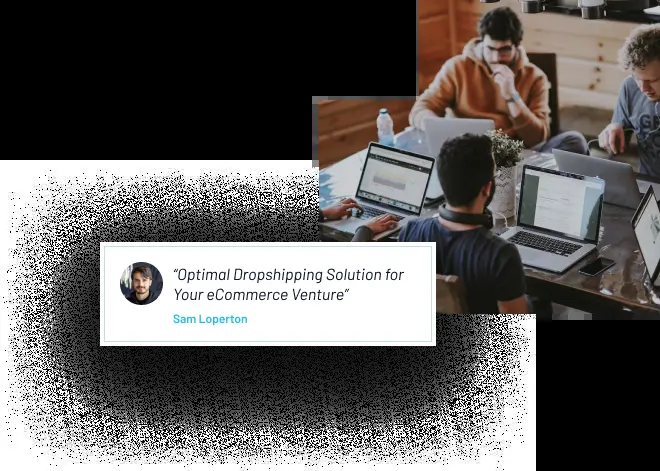 “Optimal Dropshipping Solution for
Your eCommerce Venture”
Sam Loperton